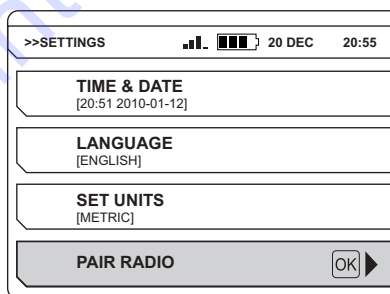 >>SETTINGS 20 DEC 20:55
TIME & DATE
[20:51 2010-01-12]
LANGUAGE
[ENGLISH]
SET UNITS
[METRIC]
PAIR RADIO OK